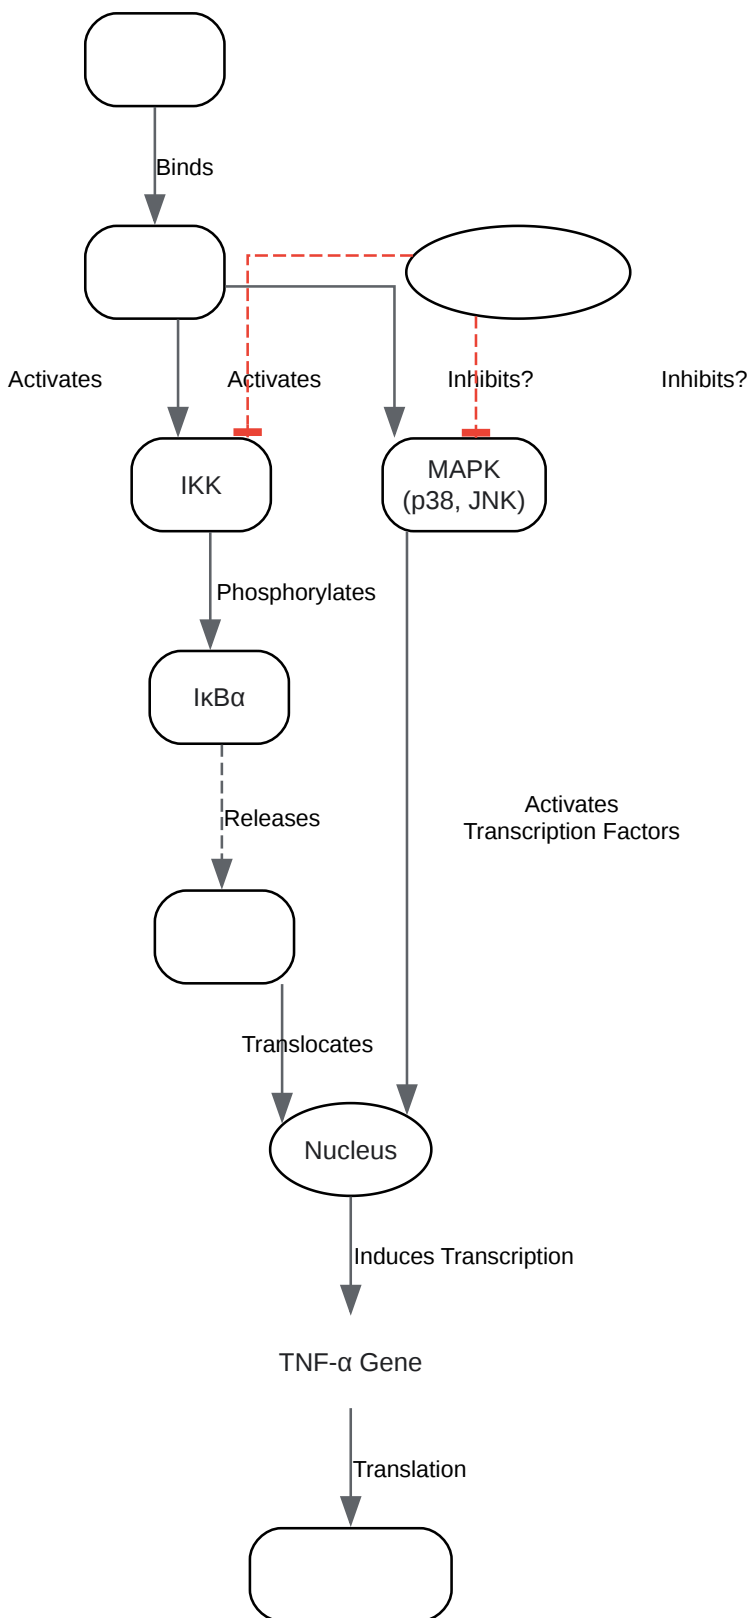 Binds
Activates
Activates
Inhibits?
Inhibits?
IKK
MAPK
(p38, JNK)
Phosphorylates
IκBα
Releases
Activates
Transcription Factors
Translocates
Nucleus
Induces Transcription
TNF-α Gene
Translation